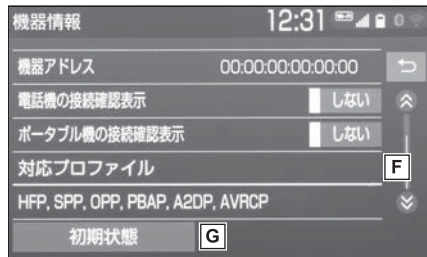 機器情報 12:31 0
機器アドレス 00:00:00:00:00:00
電話機の接続確認表示 しない
ポータブル機の接続確認表示 しない
対応プロファイル
F
HFP, SPP, OPP, PBAP, A2DP, AVRCP
初期状態 G